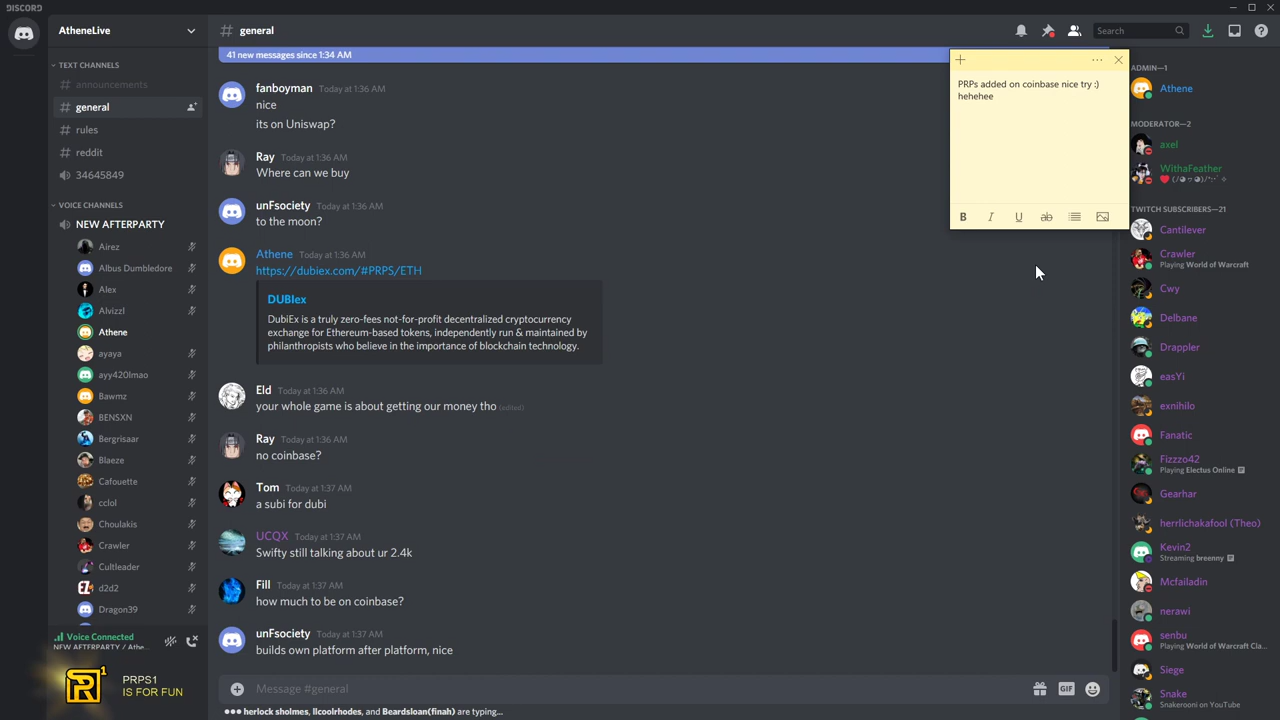 DISCORD
AtheneLive
TEXT CHANNELS
# announcements
# general
# rules
# reddit
34645849
VOICE CHANNELS
NEW AFTERPARTY
Airez
Albus Dumbledore
Alex
Alvizzl
Athene
ayaya
ayy420lmao
Bawmz
BENSXN
Bergrisaar
Blaeze
Cafouette
cclol
Choulakis
Crawler
Cultleader
d2d2
Dragon39
Voice Connected
NEW AFTERPARTY / Athe...
R1
PRPS1
IS FOR FUN
# general
Search
41 new messages since 1:34 AM
fanboyman Today at 1:36 AM
nice
its on Uniswap?
Ray Today at 1:36 AM
Where can we buy
unFsociety Today at 1:36 AM
to the moon?
Athene Today at 1:36 AM
https://dubiex.com/#PRPS/ETH
DUBIex
DubiEx is a truly zero-fees not-for-profit decentralized cryptocurrency
exchange for Ethereum-based tokens, independently run & maintained by
philanthropists who believe in the importance of blockchain technology.
Eld Today at 1:36 AM
your whole game is about getting our money tho (edited)
Ray Today at 1:36 AM
no coinbase?
Tom Today at 1:37 AM
a subi for dubi
UCQX Today at 1:37 AM
Swifty still talking about ur 2.4k
Fill Today at 1:37 AM
how much to be on coinbase?
unFsociety Today at 1:37 AM
builds own platform after platform, nice
Message #general
GIF
herlock sholmes, llcoolrhodes, and Beardsloan(finah) are typing...
PRPs added on coinbase nice try :)
hehehee
B I U ab
ADMIN—1
Athene
MODERATOR—2
axel
WithaFeather
TWITCH SUBSCRIBERS—21
Cantilever
Crawler
Playing World of Warcraft
Cwy
Delbane
Drappler
easYi
exnihilo
Fanatic
Fizzzo42
Playing Electus Online
Gearhar
herrlichakafool (Theo)
Kevin2
Streaming breenny
Mcfailadin
nerawi
senbu
Playing World of Warcraft Cla...
Siege
Snake
Snakerooni on YouTube